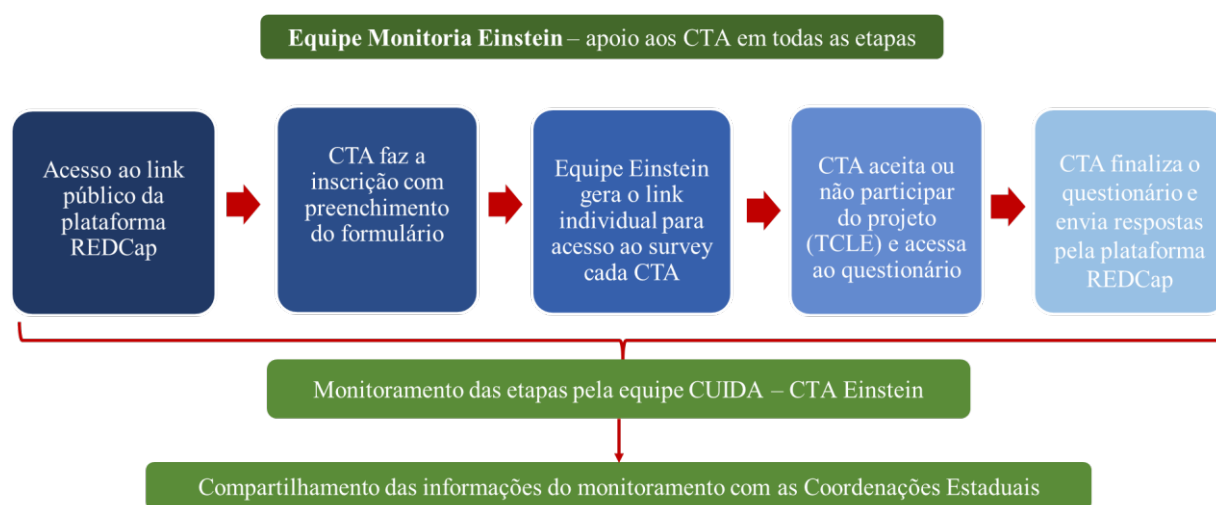 Equipe Monitoria Einstein – apoio aos CTA em todas as etapas
Acesso ao link
público da
plataforma
REDCap
CTA faz a
inscrição com
preenchimento
do formulário
Equipe Einstein
gera o link
individual para
acesso ao survey
cada CTA
CTA aceita ou
não participar
do projeto
(TCLE) e acessa
ao questionário
CTA finaliza o
questionário e
envia respostas
pela plataforma
REDCap
Monitoramento das etapas pela equipe CUIDA – CTA Einstein
Compartilhamento das informações do monitoramento com as Coordenações Estaduais